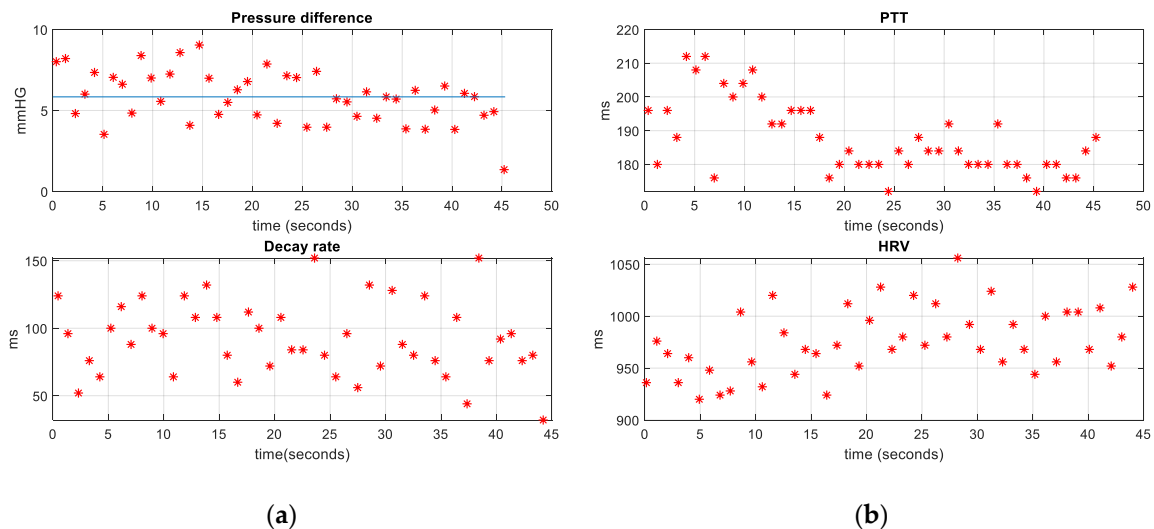 Pressure difference
10
5
0
mmHG
0 5 10 15 20 25 30 35 40 45 50
time (seconds)
Decay rate
150
100
50
ms
0 5 10 15 20 25 30 35 40 45
time(seconds)
(a)
PTT
220
210
200
190
180
ms
0 5 10 15 20 25 30 35 40 45 50
time (seconds)
HRV
1050
1000
950
900
ms
0 5 10 15 20 25 30 35 40 45
time (seconds)
(b)